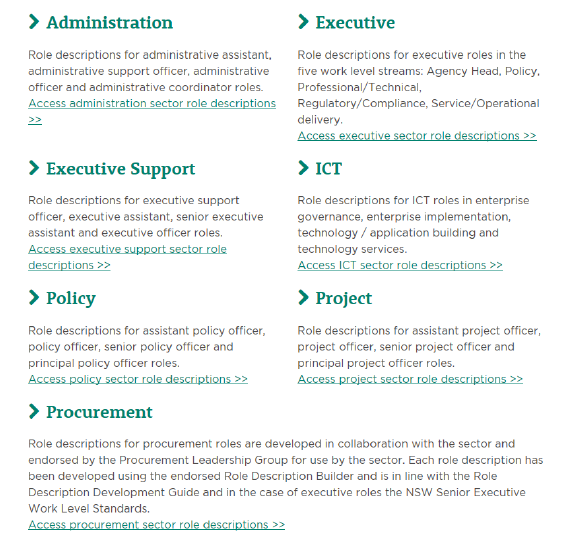 Administration
Role descriptions for administrative assistant,
administrative support officer, administrative
officer and administrative coordinator roles.
Access administration sector role descriptions
>>
Executive
Role descriptions for executive roles in the
five work level streams: Agency Head, Policy,
Professional/Technical,
Regulatory/Compliance, Service/Operational
delivery.
Access executive sector role descriptions >>
Executive Support
Role descriptions for executive support
officer, executive assistant, senior executive
assistant and executive officer roles.
Access executive support sector role
descriptions >>
ICT
Role descriptions for ICT roles in enterprise
governance, enterprise implementation,
technology / application building and
technology services.
Access ICT sector role descriptions >>
Policy
Role descriptions for assistant policy officer,
policy officer, senior policy officer and
principal policy officer roles.
Access policy sector role descriptions >>
Project
Role descriptions for assistant project officer,
project officer, senior project officer and
principal project officer roles.
Access project sector role descriptions >>
Procurement
Role descriptions for procurement roles are developed in collaboration with the sector and
endorsed by the Procurement Leadership Group for use by the sector. Each role description has
been developed using the endorsed Role Description Builder and is in line with the Role
Description Development Guide and in the case of executive roles the NSW Senior Executive
Work Level Standards.
Access procurement sector role descriptions >>